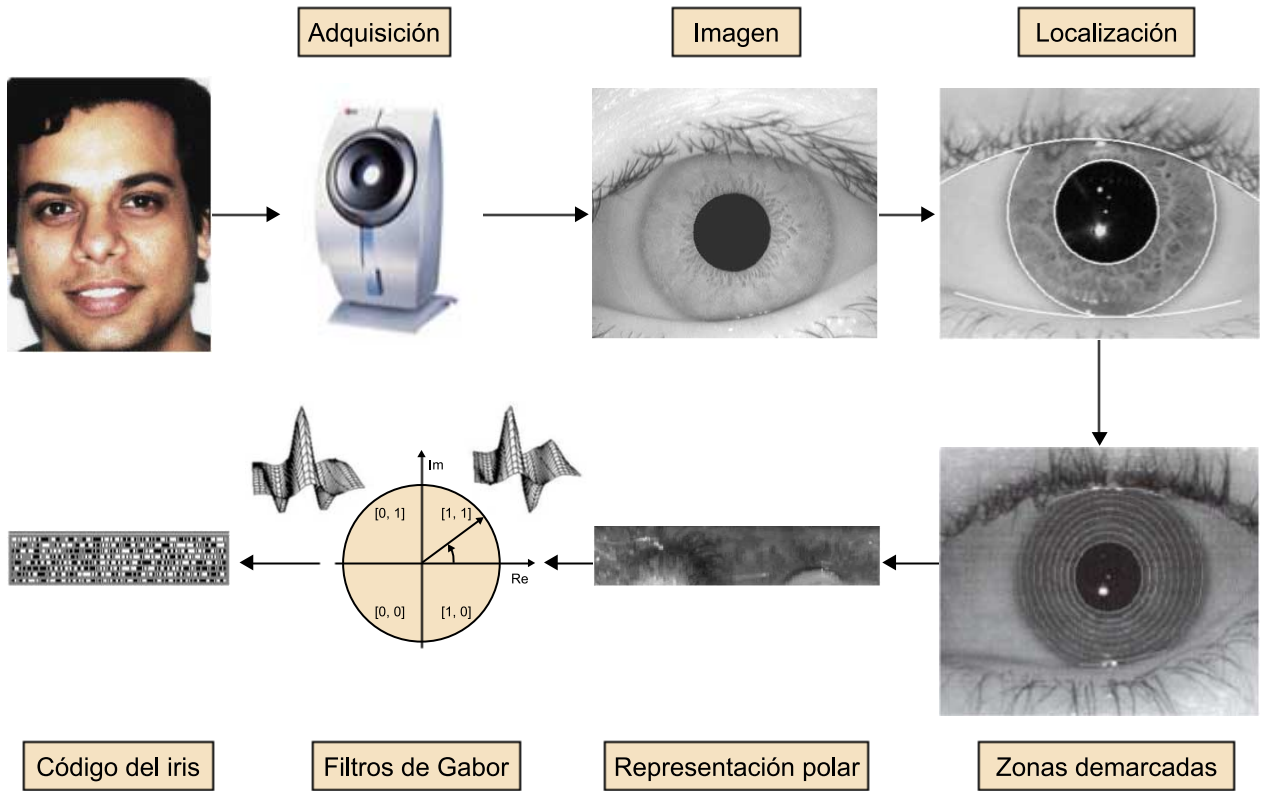 Adquisición
Imagen
Localización
Im
[0, 1]
[1, 1]
Re
[0, 0]
[1, 0]
Código del iris
Filtros de Gabor
Representación polar
Zonas demarcadas